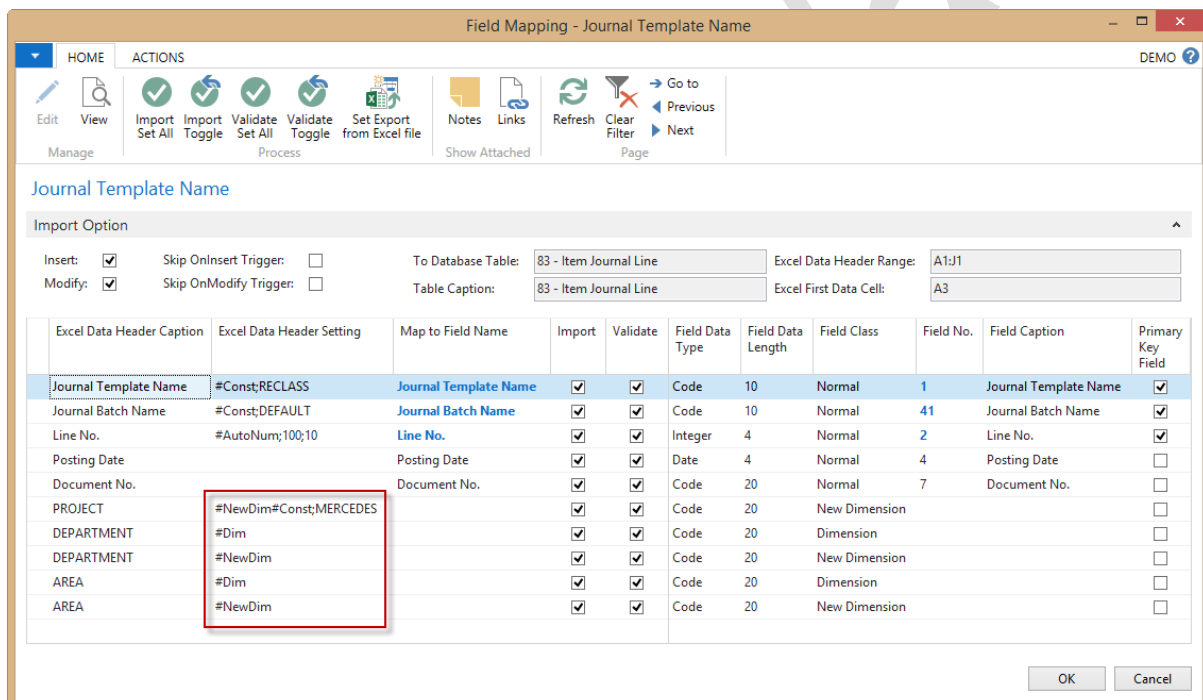 Field Mapping - Journal Template Name
HOME ACTIONS DEMO
Edit View Import Set All Import Toggle Validate Set All Validate Toggle Set Export from Excel file Notes Links Refresh Clear Filter Go to
Previous
Next
Manage Process Show Attached Page
Journal Template Name
Import Option
Insert: Skip OnInsert Trigger: To Database Table: 83 - Item Journal Line Excel Data Header Range: A1:J1
Modify: Skip OnModify Trigger: Table Caption: 83 - Item Journal Line Excel First Data Cell: A3
Excel Data Header Caption Excel Data Header Setting Map to Field Name Import Validate Field Data Type Field Data Length Field Class Field No. Field Caption Primary Key Field
Journal Template Name #Const;RECLASS Journal Template Name Code 10 Normal 1 Journal Template Name
Journal Batch Name #Const;DEFAULT Journal Batch Name Code 10 Normal 41 Journal Batch Name
Line No. #AutoNum;100;10 Line No. Integer 4 Normal 2 Line No.
Posting Date Posting Date Date 4 Normal 4 Posting Date
Document No. Document No. Code 20 Normal 7 Document No.
PROJECT #NewDim#Const;MERCEDES Code 20 New Dimension
DEPARTMENT #Dim Code 20 Dimension
DEPARTMENT #NewDim Code 20 New Dimension
AREA #Dim Code 20 Dimension
AREA #NewDim Code 20 New Dimension
OK Cancel